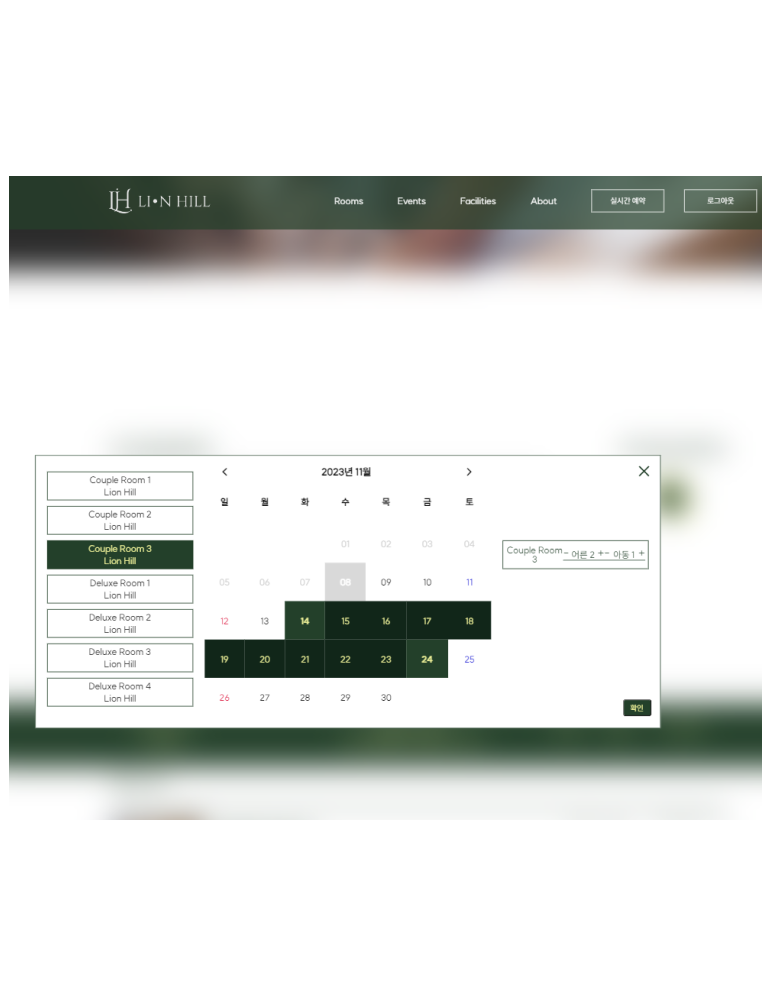 LH LI•N HILL
Rooms Events Facilities About 실시간 예약 로그아웃
Couple Room 1
Lion Hill
Couple Room 2
Lion Hill
Couple Room 3
Lion Hill
Deluxe Room 1
Lion Hill
Deluxe Room 2
Lion Hill
Deluxe Room 3
Lion Hill
Deluxe Room 4
Lion Hill
2023년 11월
일 월 화 수 목 금 토
01 02 03 04
05 06 07 08 09 10 11
12 13 14 15 16 17 18
19 20 21 22 23 24 25
26 27 28 29 30
Couple Room 3
- 어른 2 + - 아동 1 +
확인